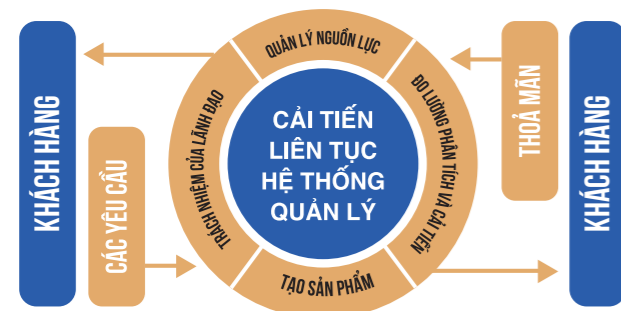 KHÁCH HÀNG
CÁC YÊU CẦU
TRÁCH NHIỆM CỦA LÃNH ĐẠO
QUẢN LÝ NGUỒN LỰC
ĐO LƯỜNG PHÂN TÍCH VÀ CẢI TIẾN
TẠO SẢN PHẨM
CẢI TIẾN
LIÊN TỤC
HỆ THỐNG
QUẢN LÝ
THOẢ MÃN
KHÁCH HÀNG